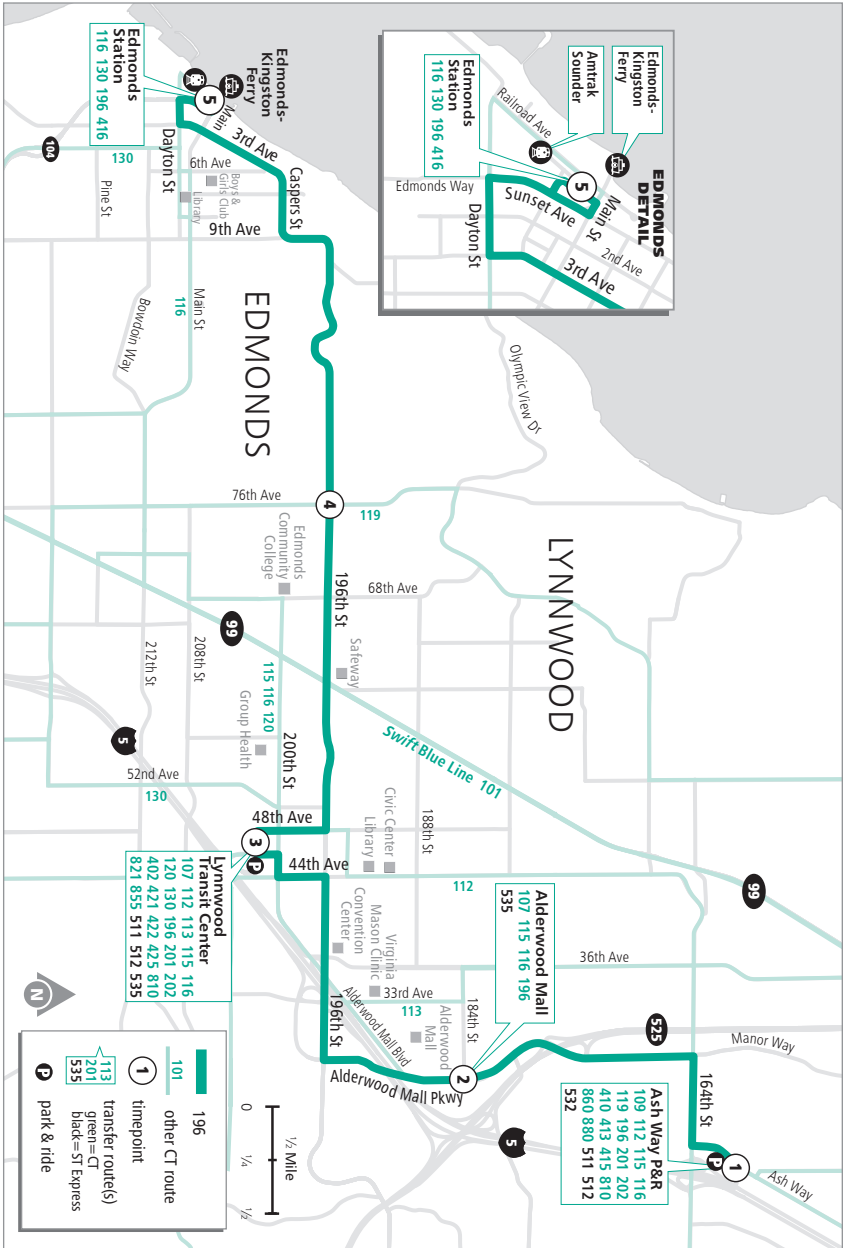 Edmonds
Station
116 130 196 416
Edmonds-
Kingston
Ferry
5
Main
3rd Ave
Caspers St
Dayton St
6th Ave
Boys &
Girls Club
Library
9th Ave
104
130
Pine St
Main St
116
Bowdoin Way
EDMONDS
EDMONDS
DETAIL
Edmonds-
Kingston
Ferry
Amtrak
Sounder
Edmonds
Station
116 130 196 416
Railroad Ave
5
Main St
Sunset Ave
2nd Ave
3rd Ave
Edmonds Way
Dayton St
Olympic View Dr
76th Ave
4
119
Edmonds
Community
College
196th St
68th Ave
LYNNWOOD
99
208th St
212th St
115 116 120
Safeway
Group Health
200th St
5
52nd Ave
130
Swift Blue Line 101
48th Ave
3
P
44th Ave
Civic Center
Library
188th St
112
99
Lynnwood
Transit Center
107 112 113 115 116
120 130 196 201 202
402 421 422 425 810
821 855 511 512 535
Alderwood Mall
107 115 116 196
535
Virginia
Mason Clinic
Convention
Center
36th Ave
33rd Ave
113
184th St
Alderwood
Mall
196th St
Alderwood Mall Blvd
2
Alderwood Mall Pkwy
525
Manor Way
164th St
5
Ash Way P&R
109 112 115 116
119 196 201 202
410 413 415 810
860 880 511 512
532
P
1
Ash Way
N
196
101
other CT route
1
timepoint
113
201
535
transfer route(s)
green=CT
black=ST Express
P
park & ride
½ Mile
0
¼
½